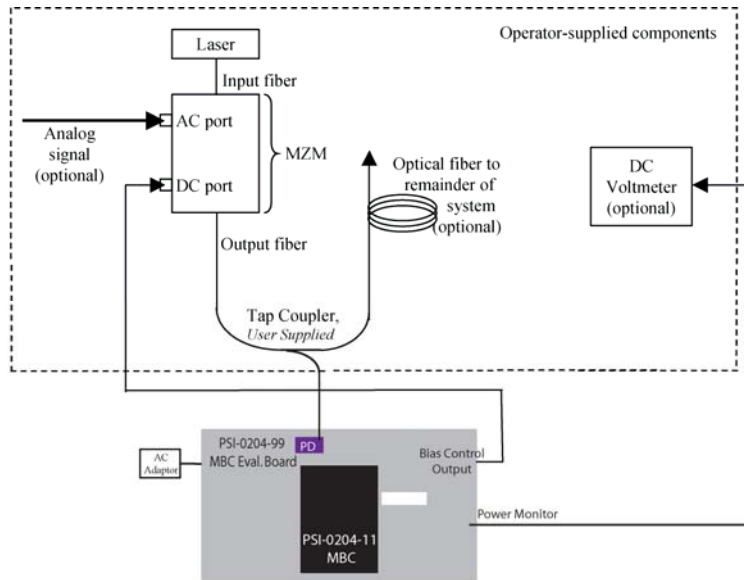 Operator-supplied components
Laser
Input fiber
AC port
Analog
signal
(optional)
MZM
DC port
Output fiber
Optical fiber to
remainder of
system
(optional)
DC
Voltmeter
(optional)
Tap Coupler,
User Supplied
PSI-0204-99
MBC Eval. Board
PD
AC
Adaptor
Bias Control
Output
Power Monitor
PSI-0204-11
MBC